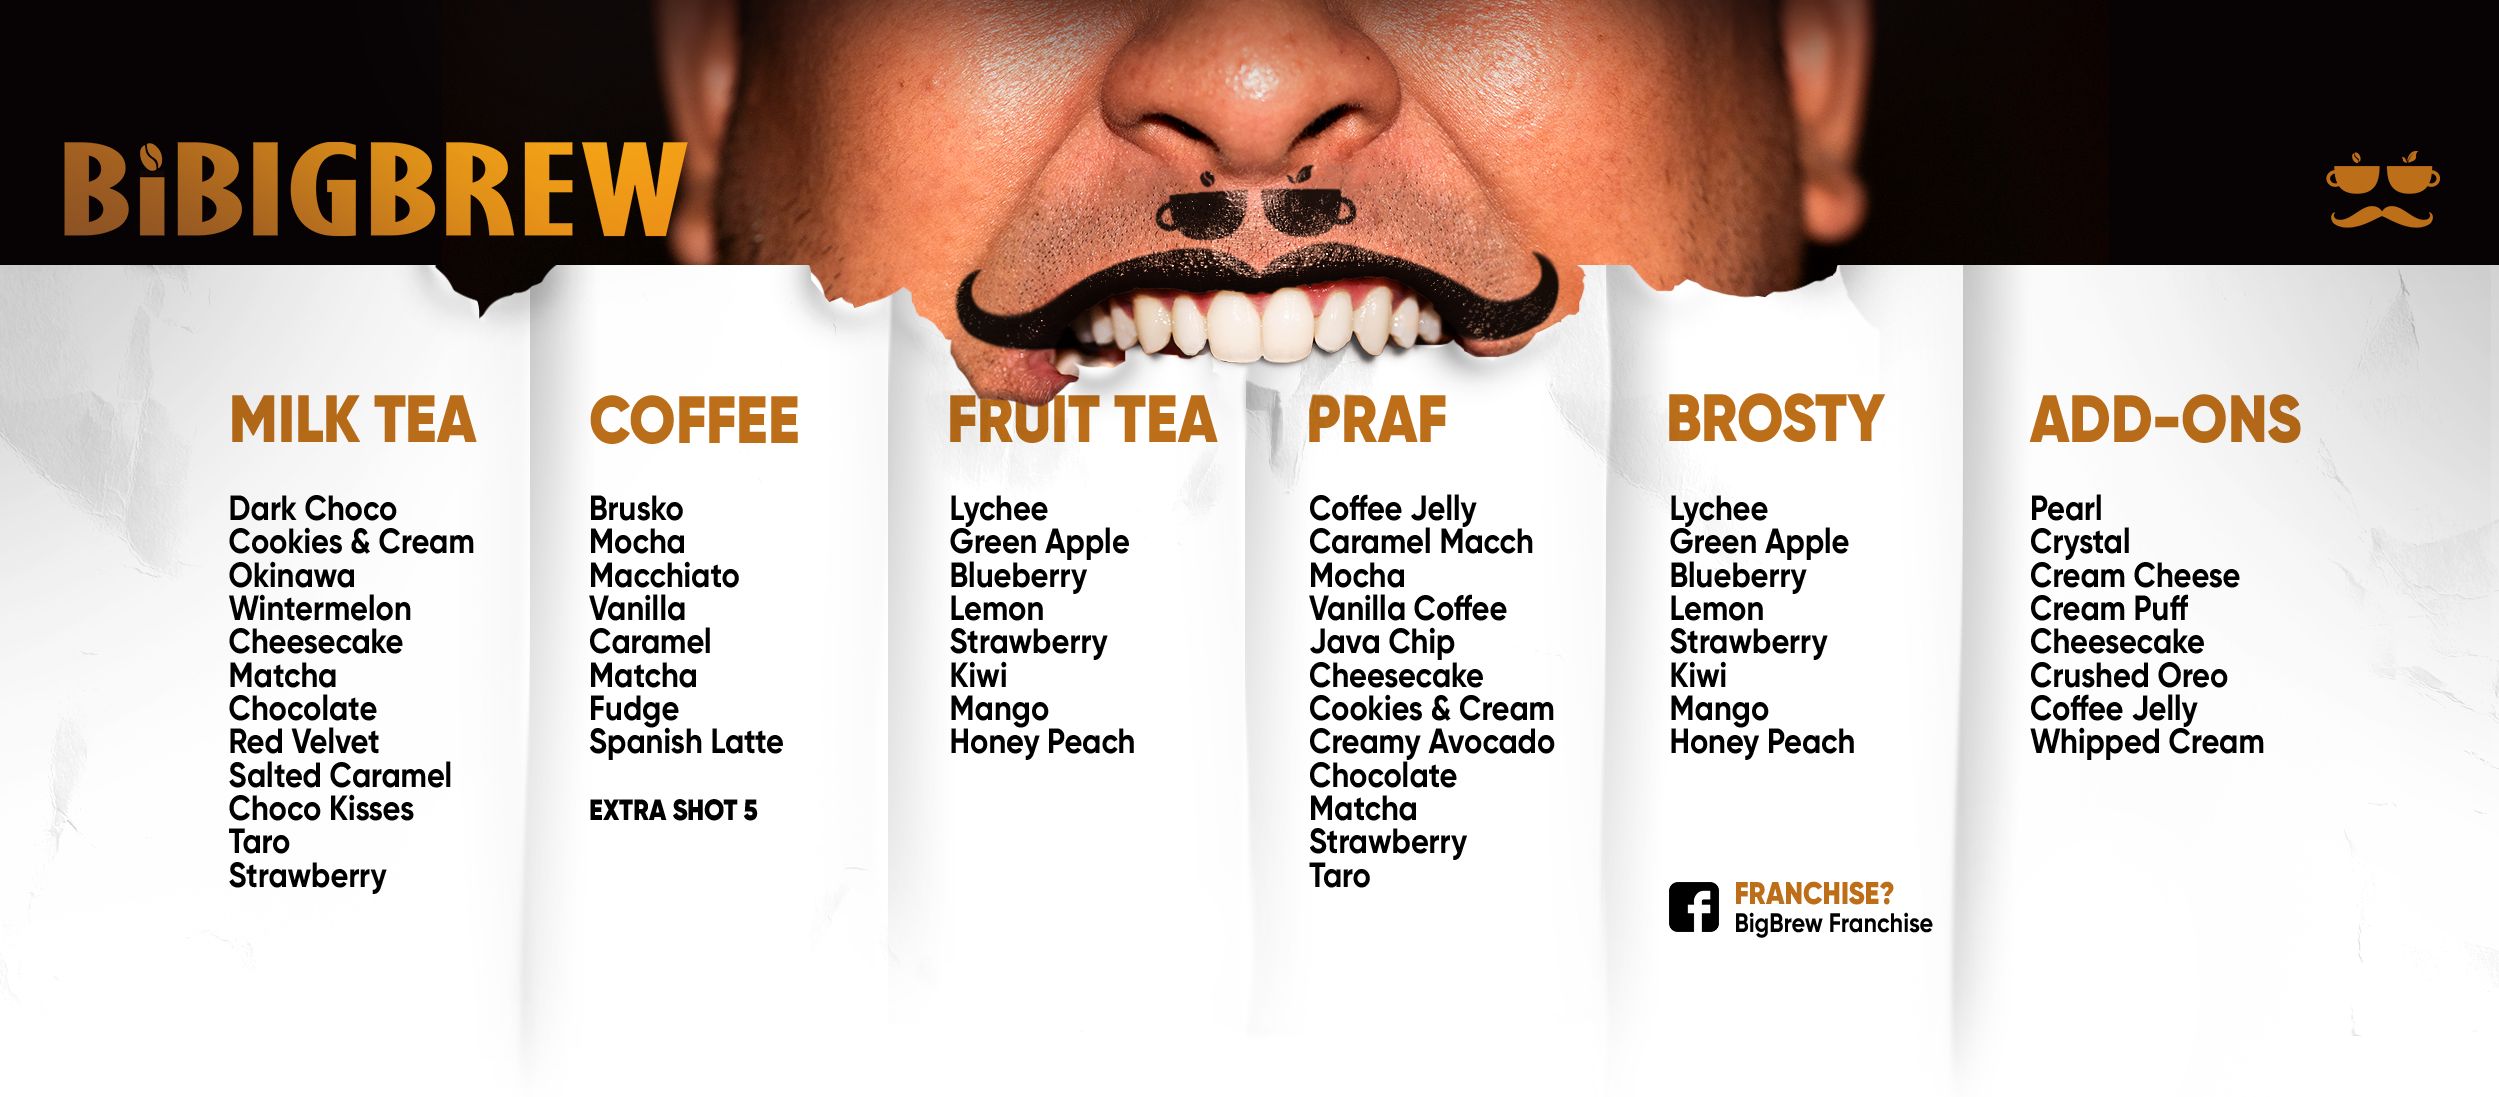 BiBIGBREW
MILK TEA
Dark Choco
Cookies & Cream
Okinawa
Wintermelon
Cheesecake
Matcha
Chocolate
Red Velvet
Salted Caramel
Choco Kisses
Taro
Strawberry
COFFEE
Brusko
Mocha
Macchiato
Vanilla
Caramel
Matcha
Fudge
Spanish Latte
EXTRA SHOT 5
FRUIT TEA
Lychee
Green Apple
Blueberry
Lemon
Strawberry
Kiwi
Mango
Honey Peach
PRAF
Coffee Jelly
Caramel Macch
Mocha
Vanilla Coffee
Java Chip
Cheesecake
Cookies & Cream
Creamy Avocado
Chocolate
Matcha
Strawberry
Taro
BROSTY
Lychee
Green Apple
Blueberry
Lemon
Strawberry
Kiwi
Mango
Honey Peach
FRANCHISE?
BigBrew Franchise
ADD-ONS
Pearl
Crystal
Cream Cheese
Cream Puff
Cheesecake
Crushed Oreo
Coffee Jelly
Whipped Cream